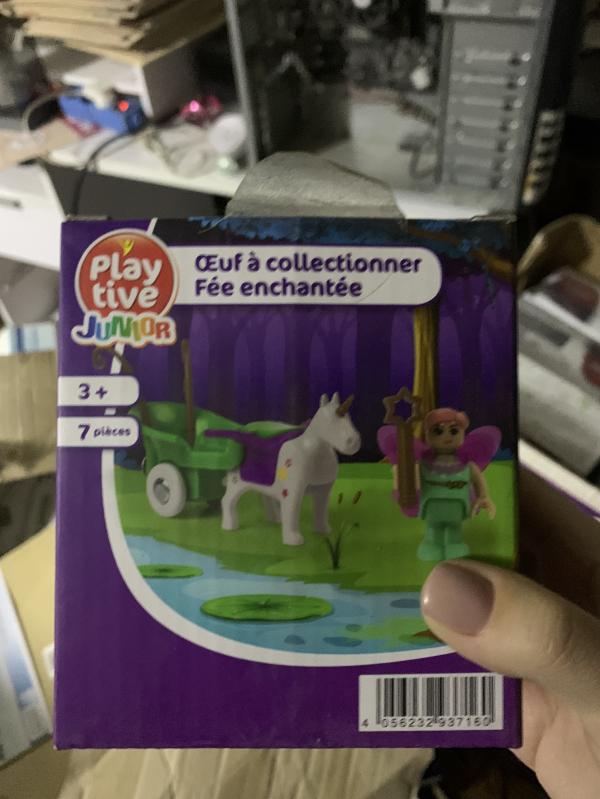 Play
tive
JUNIOR
Œuf à collectionner
Fée enchantée
3+
7 pièces
4 056232 937160